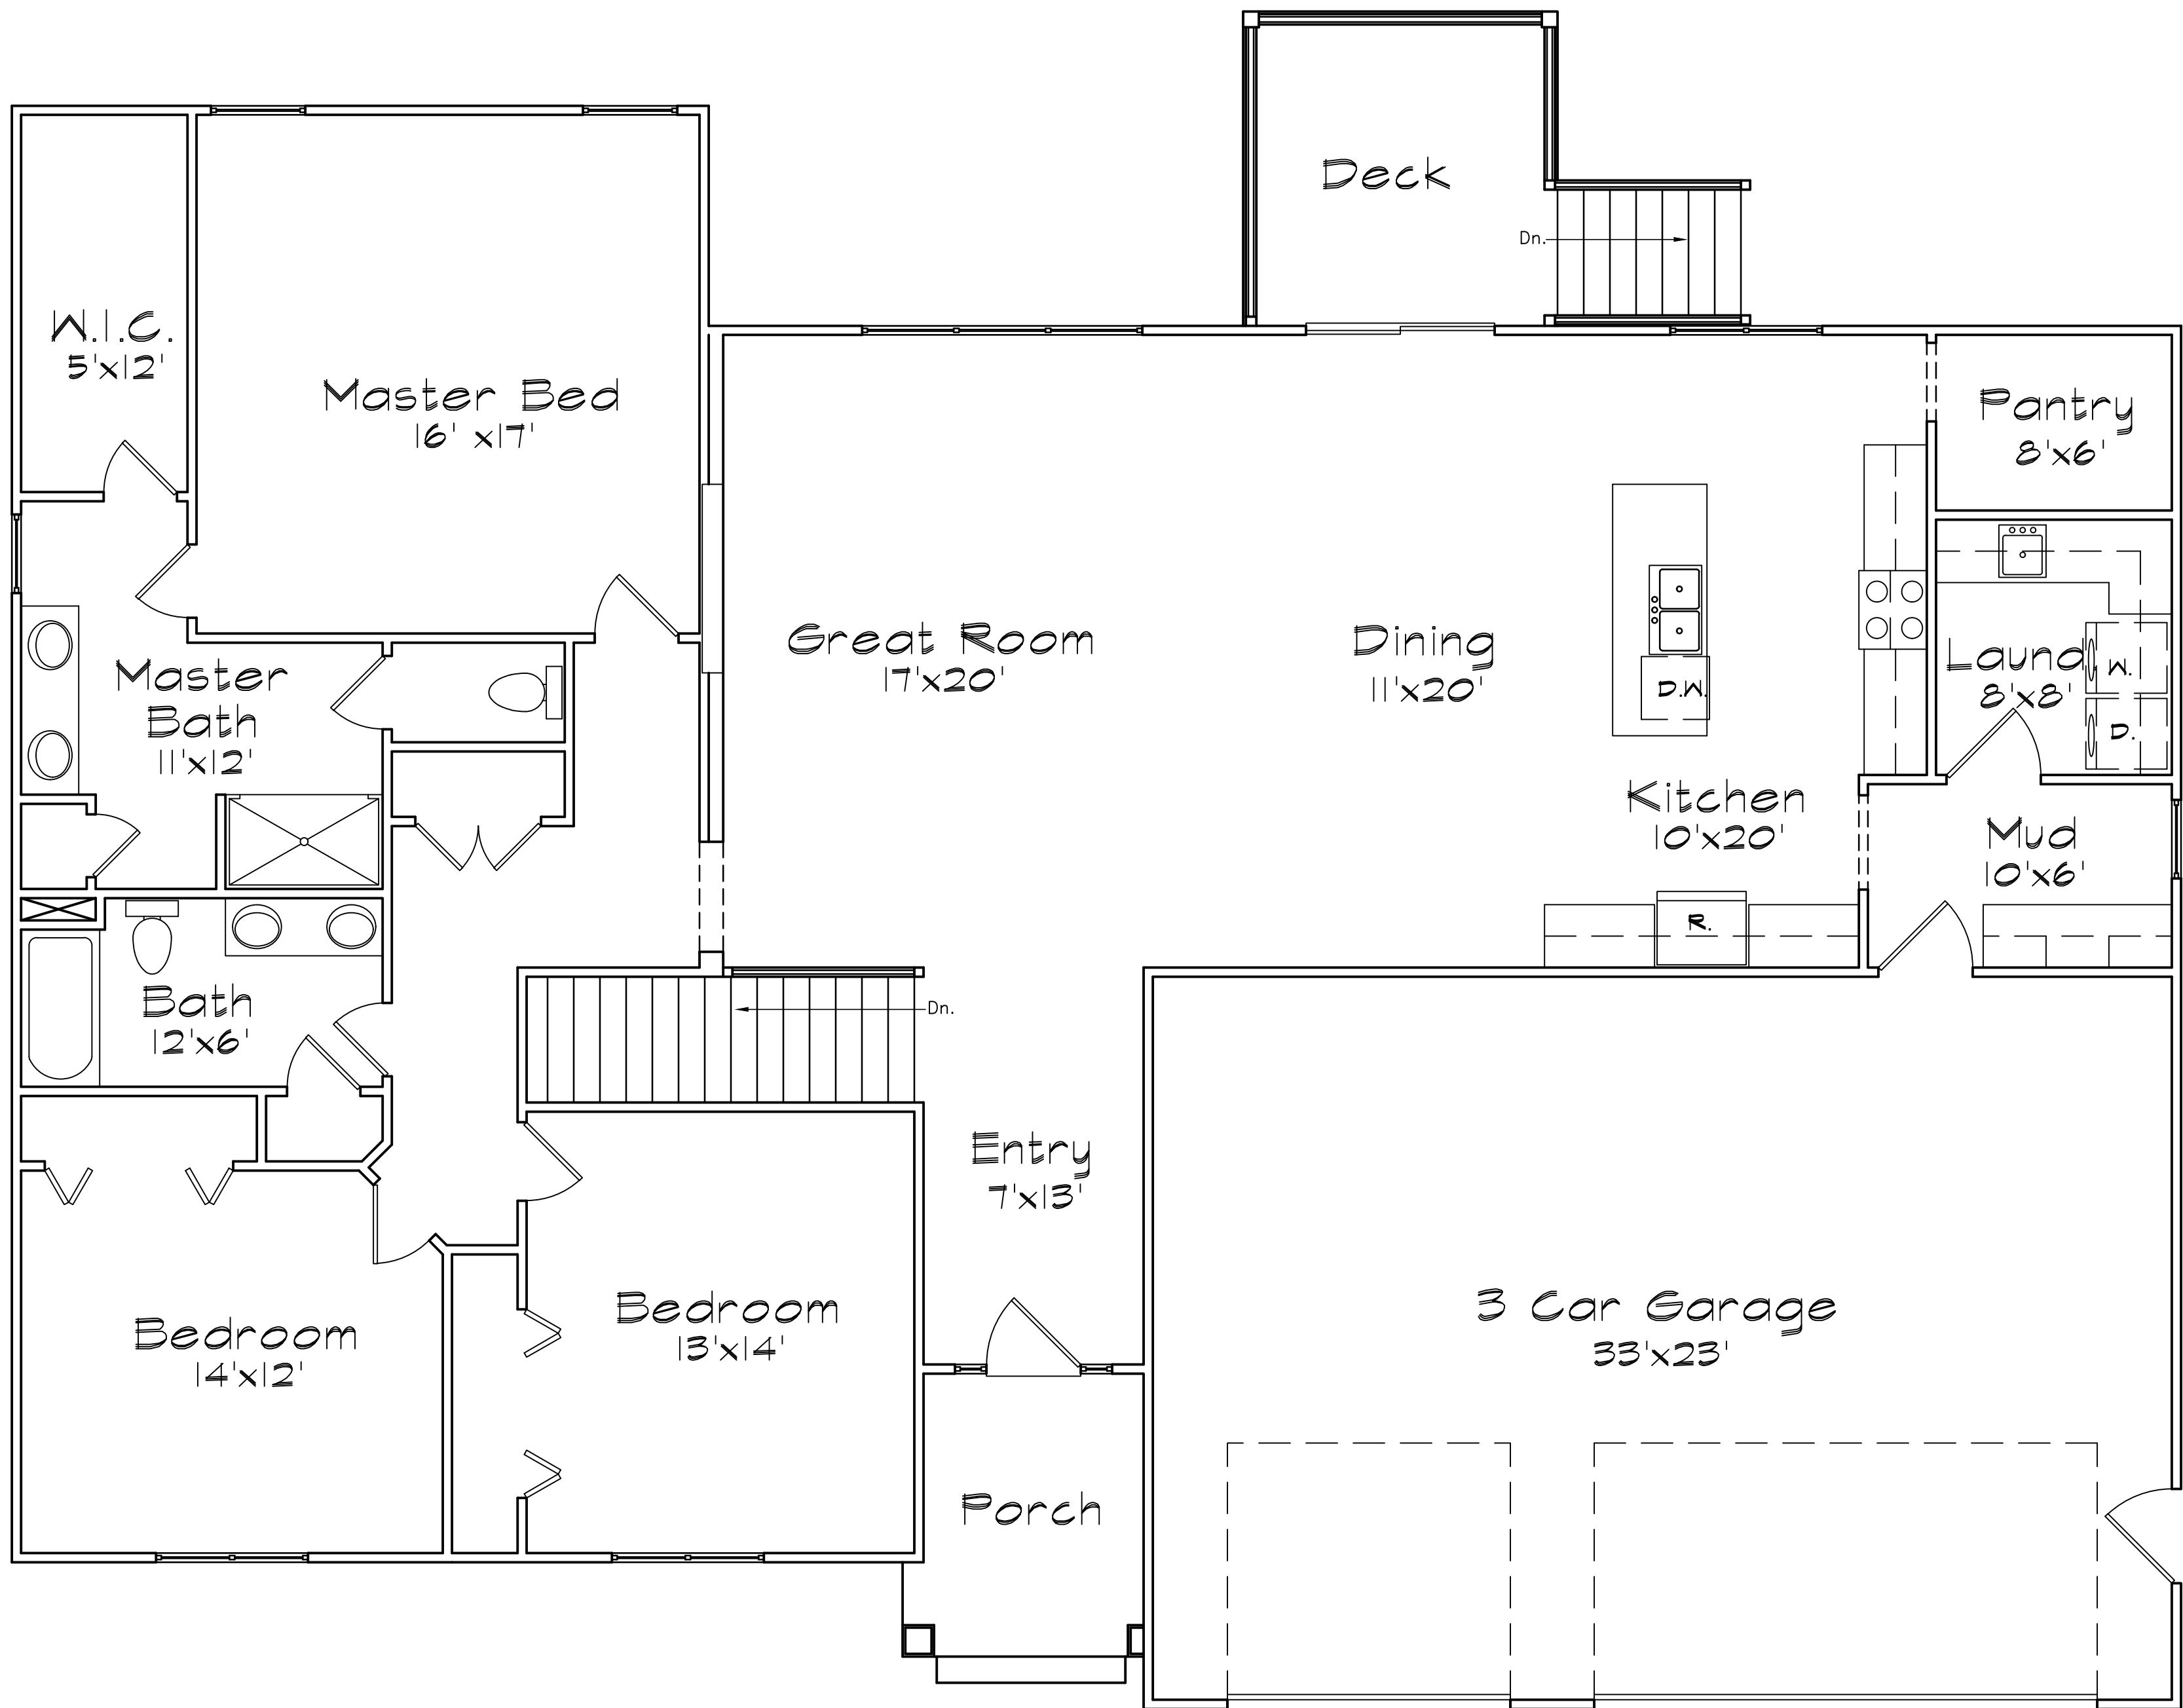 Deck
Dn.
W.I.C.
5'x12'
Master Bed
16' x17'
Pantry
8'x6'
Great Room
17'x20'
Dining
11'x20'
D.W.
Laund
8'x8'
W.
D.
Master
Bath
11'x12'
Kitchen
10'x20'
Mud
10'x6'
R.
Bath
12'x6'
Dn.
Entry
7'x13'
Bedroom
14'x12'
Bedroom
13'x14'
3 Car Garage
33'x23'
Porch